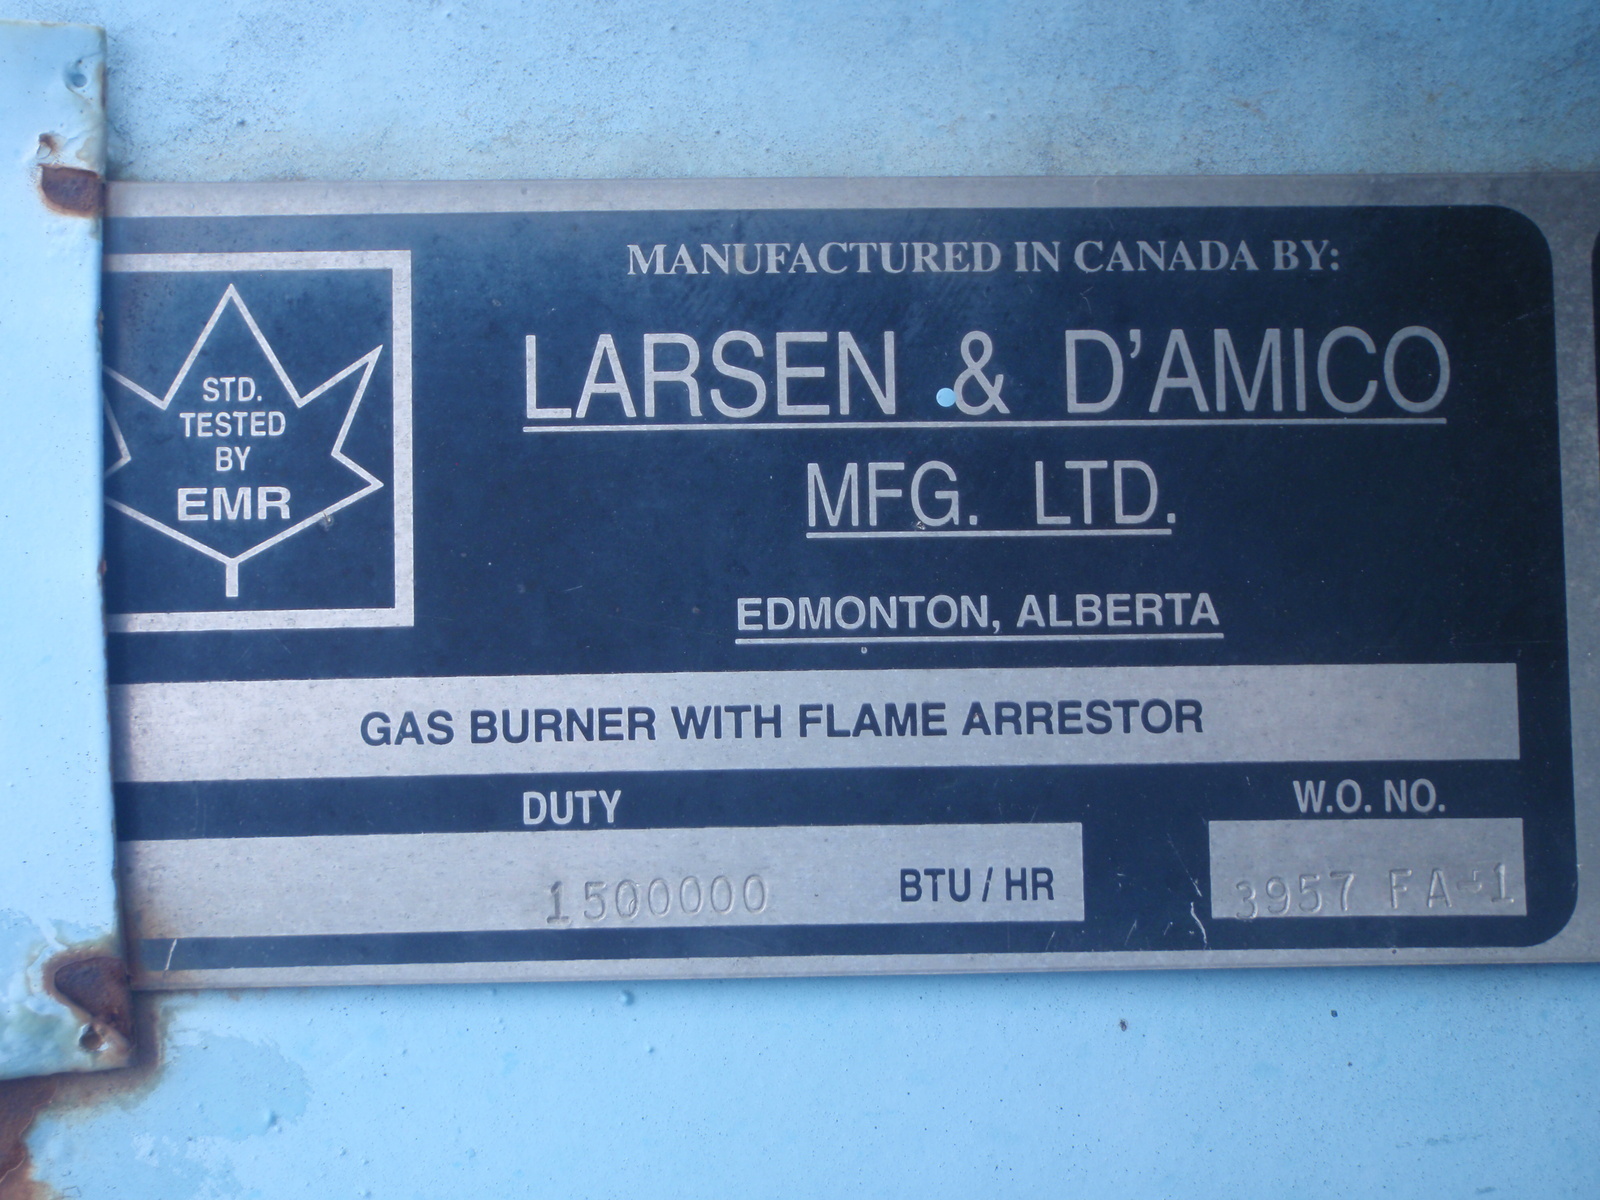 STD.
TESTED
BY
EMR
MANUFACTURED IN CANADA BY:
LARSEN & D'AMICO
MFG. LTD.
EDMONTON, ALBERTA
GAS BURNER WITH FLAME ARRESTOR
DUTY
1500000 BTU / HR
W.O. NO.
3957 FA-1